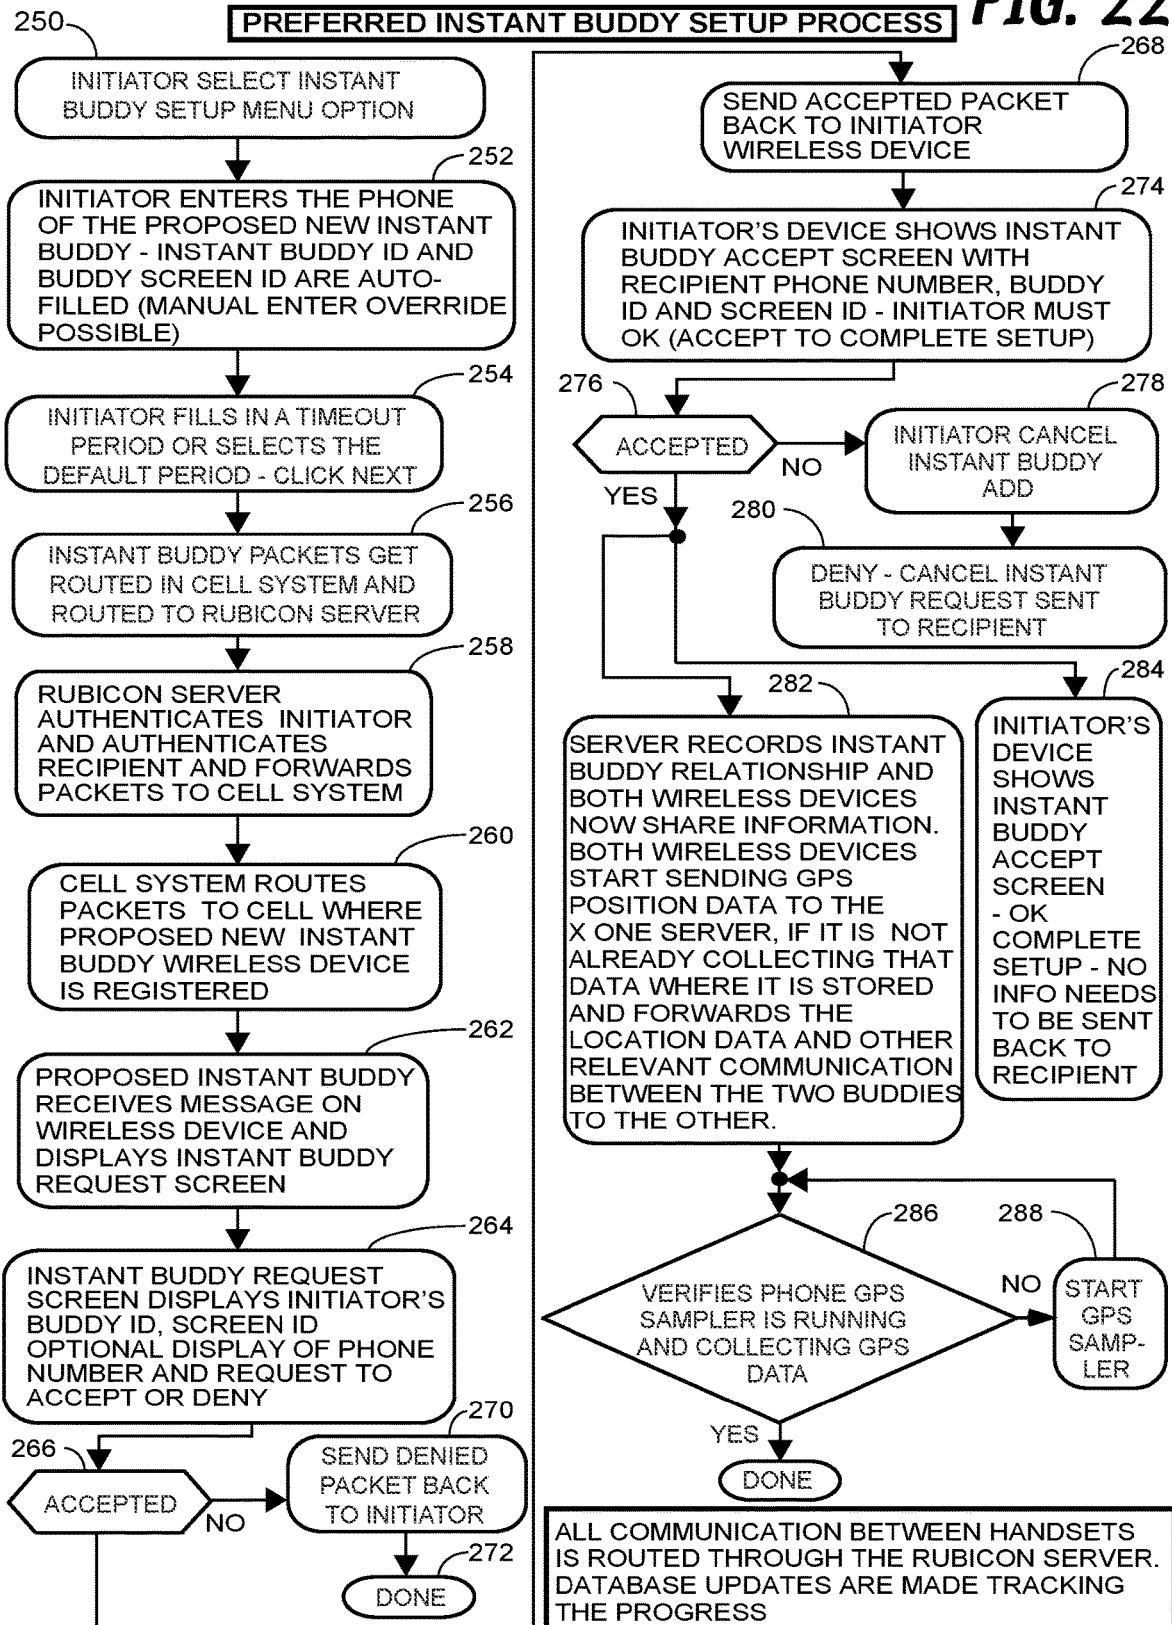 PREFERRED INSTANT BUDDY SETUP PROCESS
FIG. 22
250
INITIATOR SELECT INSTANT
BUDDY SETUP MENU OPTION
252
INITIATOR ENTERS THE PHONE
OF THE PROPOSED NEW INSTANT
BUDDY - INSTANT BUDDY ID AND
BUDDY SCREEN ID ARE AUTO-
FILLED (MANUAL ENTER OVERRIDE
POSSIBLE)
254
INITIATOR FILLS IN A TIMEOUT
PERIOD OR SELECTS THE
DEFAULT PERIOD - CLICK NEXT
256
INSTANT BUDDY PACKETS GET
ROUTED IN CELL SYSTEM AND
ROUTED TO RUBICON SERVER
258
RUBICON SERVER
AUTHENTICATES INITIATOR
AND AUTHENTICATES
RECIPIENT AND FORWARDS
PACKETS TO CELL SYSTEM
260
CELL SYSTEM ROUTES
PACKETS TO CELL WHERE
PROPOSED NEW INSTANT
BUDDY WIRELESS DEVICE
IS REGISTERED
262
PROPOSED INSTANT BUDDY
RECEIVES MESSAGE ON
WIRELESS DEVICE AND
DISPLAYS INSTANT BUDDY
REQUEST SCREEN
264
INSTANT BUDDY REQUEST
SCREEN DISPLAYS INITIATOR'S
BUDDY ID, SCREEN ID
OPTIONAL DISPLAY OF PHONE
NUMBER AND REQUEST TO
ACCEPT OR DENY
266
ACCEPTED
NO
270
SEND DENIED
PACKET BACK
TO INITIATOR
272
DONE
268
SEND ACCEPTED PACKET
BACK TO INITIATOR
WIRELESS DEVICE
274
INITIATOR'S DEVICE SHOWS INSTANT
BUDDY ACCEPT SCREEN WITH
RECIPIENT PHONE NUMBER, BUDDY
ID AND SCREEN ID - INITIATOR MUST
OK (ACCEPT TO COMPLETE SETUP)
276
ACCEPTED
NO
YES
278
INITIATOR CANCEL
INSTANT BUDDY
ADD
280
DENY - CANCEL INSTANT
BUDDY REQUEST SENT
TO RECIPIENT
282
SERVER RECORDS INSTANT
BUDDY RELATIONSHIP AND
BOTH WIRELESS DEVICES
NOW SHARE INFORMATION.
BOTH WIRELESS DEVICES
START SENDING GPS
POSITION DATA TO THE
X ONE SERVER, IF IT IS NOT
ALREADY COLLECTING THAT
DATA WHERE IT IS STORED
AND FORWARDS THE
LOCATION DATA AND OTHER
RELEVANT COMMUNICATION
BETWEEN THE TWO BUDDIES
TO THE OTHER.
284
INITIATOR'S
DEVICE
SHOWS
INSTANT
BUDDY
ACCEPT
SCREEN
- OK
COMPLETE
SETUP - NO
INFO NEEDS
TO BE SENT
BACK TO
RECIPIENT
286
VERIFIES PHONE GPS
SAMPLER IS RUNNING
AND COLLECTING GPS
DATA
NO
288
START
GPS
SAMP-
LER
YES
DONE
ALL COMMUNICATION BETWEEN HANDSETS
IS ROUTED THROUGH THE RUBICON SERVER.
DATABASE UPDATES ARE MADE TRACKING
THE PROGRESS